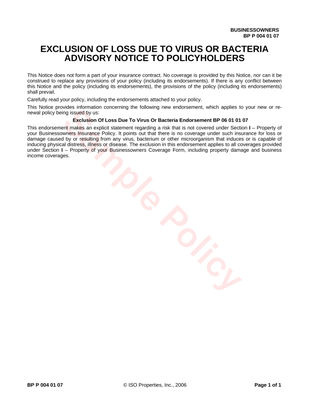 BUSINESSOWNERS
BP P 004 01 07
EXCLUSION OF LOSS DUE TO VIRUS OR BACTERIA
ADVISORY NOTICE TO POLICYHOLDERS
This Notice does not form a part of your insurance contract. No coverage is provided by this Notice, nor can it be
construed to replace any provisions of your policy (including its endorsements). If there is any conflict between
this Notice and the policy (including its endorsements), the provisions of the policy (including its endorsements)
shall prevail.
Carefully read your policy, including the endorsements attached to your policy.
This Notice provides information concerning the following new endorsement, which applies to your new or re-
newal policy being issued by us:
Exclusion Of Loss Due To Virus Or Bacteria Endorsement BP 06 01 01 07
This endorsement makes an explicit statement regarding a risk that is not covered under Section I – Property of
your Businessowners Insurance Policy. It points out that there is no coverage under such insurance for loss or
damage caused by or resulting from any virus, bacterium or other microorganism that induces or is capable of
inducing physical distress, illness or disease. The exclusion in this endorsement applies to all coverages provided
under Section I – Property of your Businessowners Coverage Form, including property damage and business
income coverages.
Sample Policy
BP P 004 01 07 © ISO Properties, Inc., 2006 Page 1 of 1